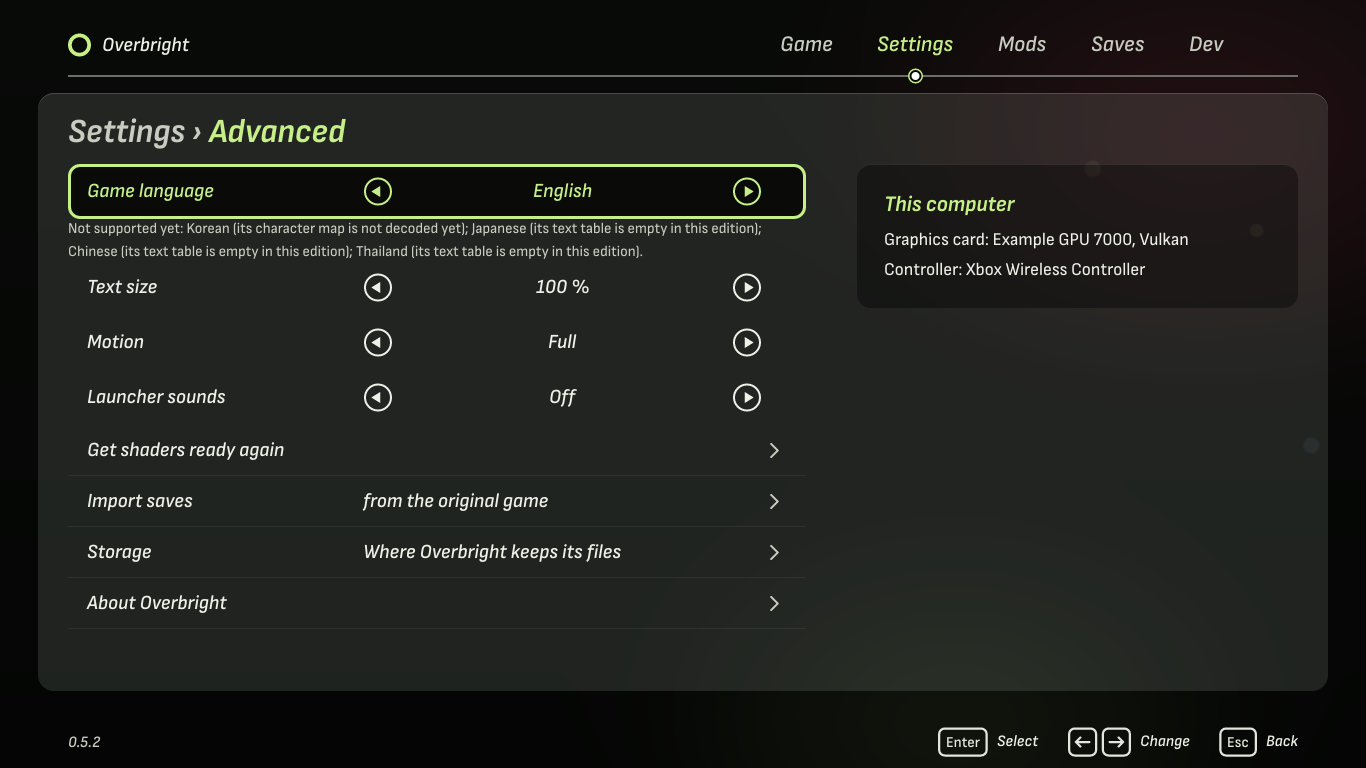 Overbright
Game Settings Mods Saves Dev
Settings › Advanced
Game language English
Not supported yet: Korean (its character map is not decoded yet); Japanese (its text table is empty in this edition);
Chinese (its text table is empty in this edition); Thailand (its text table is empty in this edition).
Text size 100 %
Motion Full
Launcher sounds Off
Get shaders ready again
Import saves from the original game
Storage Where Overbright keeps its files
About Overbright
This computer
Graphics card: Example GPU 7000, Vulkan
Controller: Xbox Wireless Controller
0.5.2
Enter Select ← → Change Esc Back